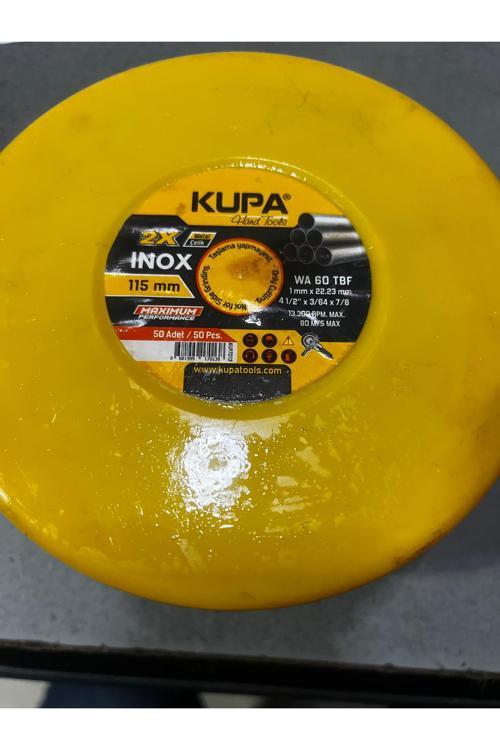 KUPA®
Hand Tools
2X Metal Çelik
INOX
115 mm
MAXIMUM
PERFORMANCE
50 Adet / 50 Pcs.
Taşlama yapmayınız. - Only Cutting - Not for Side Grinding
WA 60 TBF
1 mm x 22.23 mm
4 1/2" x 3/64 x 7/8
13.300 RPM. MAX.
80 M/S MAX
www.kupatools.com